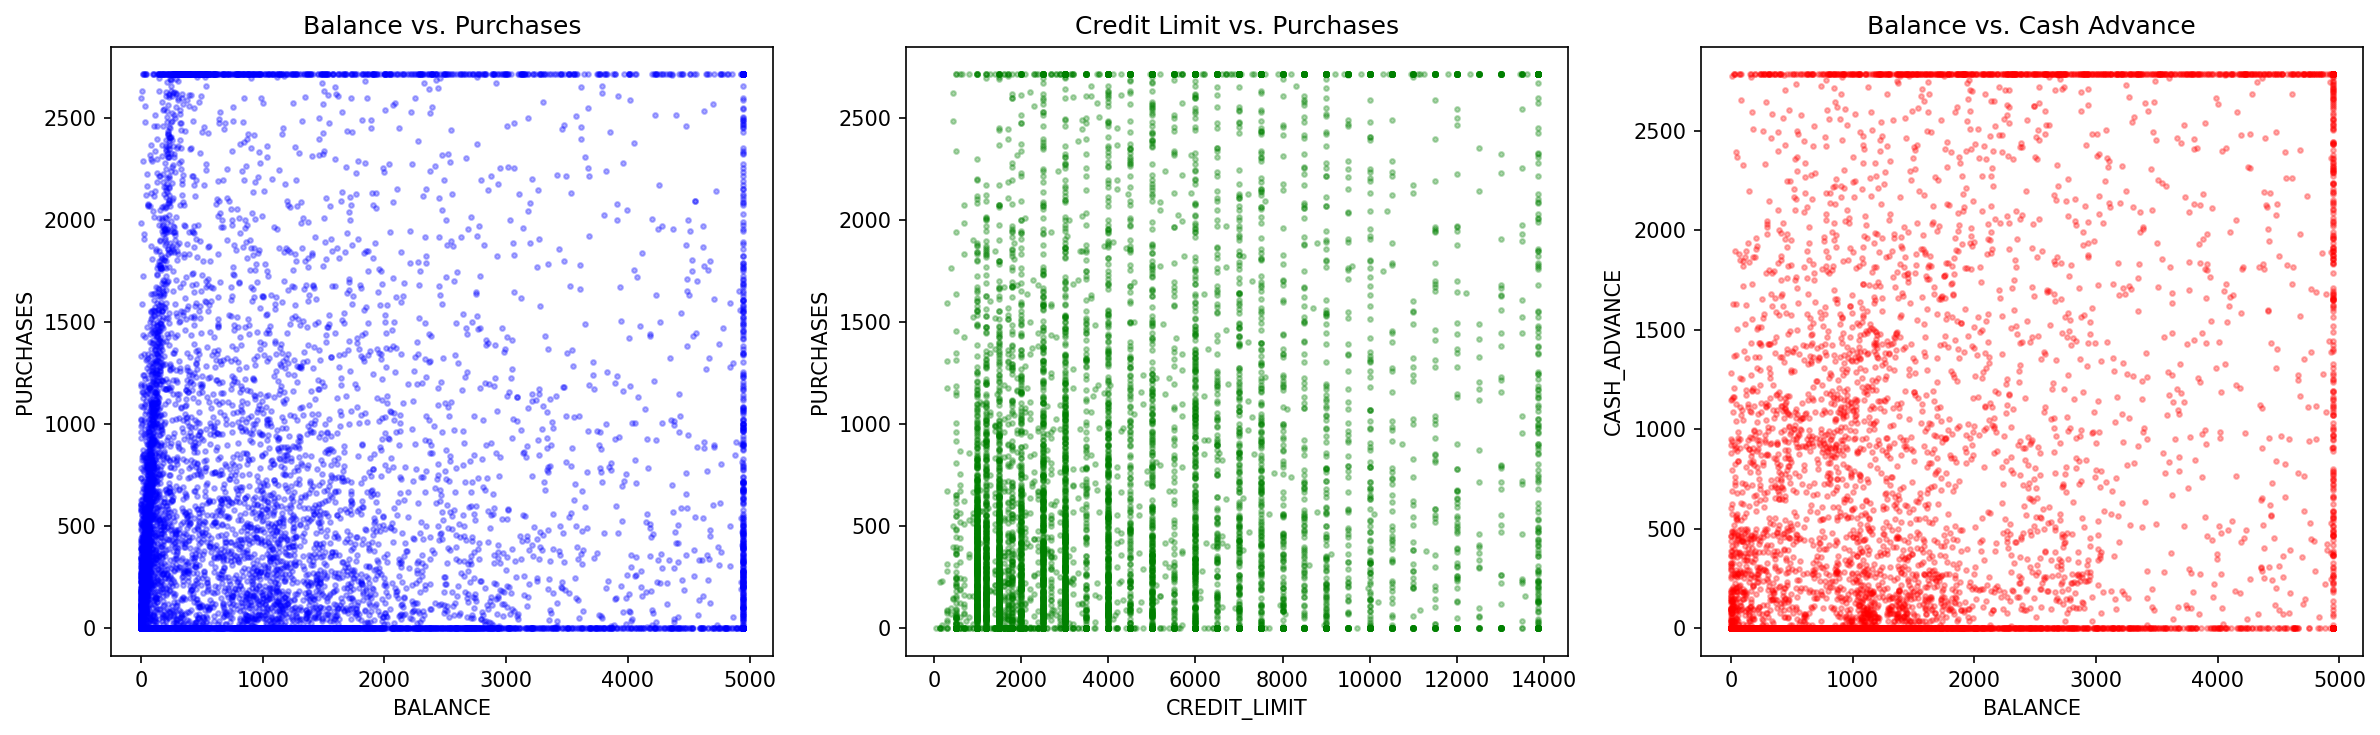 Balance vs. Purchases
PURCHASES
2500
2000
1500
1000
500
0
0 1000 2000 3000 4000 5000
BALANCE
Credit Limit vs. Purchases
PURCHASES
2500
2000
1500
1000
500
0
0 2000 4000 6000 8000 10000 12000 14000
CREDIT_LIMIT
Balance vs. Cash Advance
CASH_ADVANCE
2500
2000
1500
1000
500
0
0 1000 2000 3000 4000 5000
BALANCE